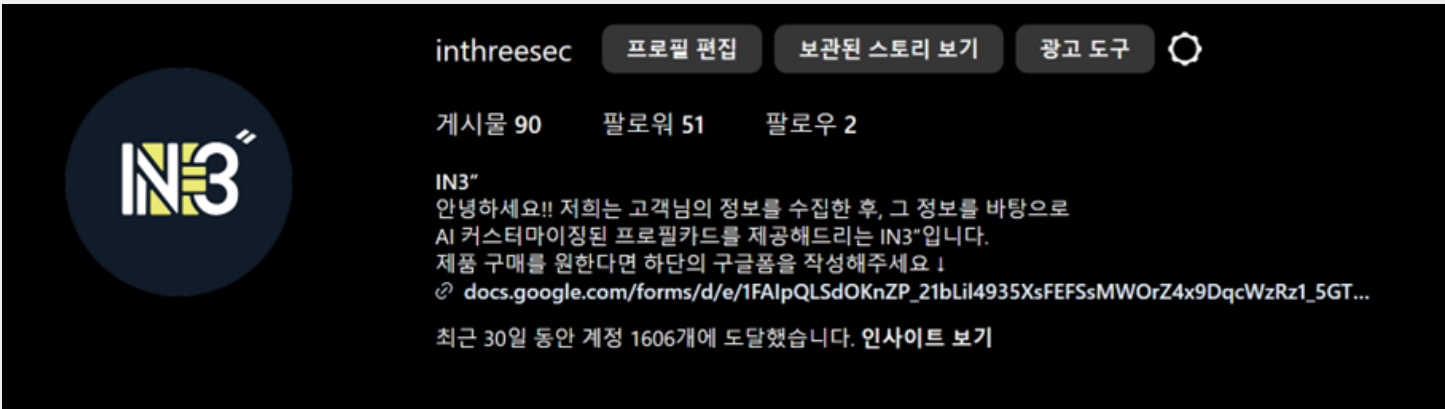 inthreesec 프로필 편집 보관된 스토리 보기 광고 도구
게시물 90 팔로워 51 팔로우 2
IN3"
IN3″
안녕하세요!! 저희는 고객님의 정보를 수집한 후, 그 정보를 바탕으로
AI 커스터마이징된 프로필카드를 제공해드리는 IN3"입니다.
제품 구매를 원한다면 하단의 구글폼을 작성해주세요 ↓
docs.google.com/forms/d/e/1FAIpQLSdOKnZP_21bLil4935XsFEFSsMWOrZ4x9DqcWzRz1_5GT...
최근 30일 동안 계정 1606개에 도달했습니다. 인사이트 보기